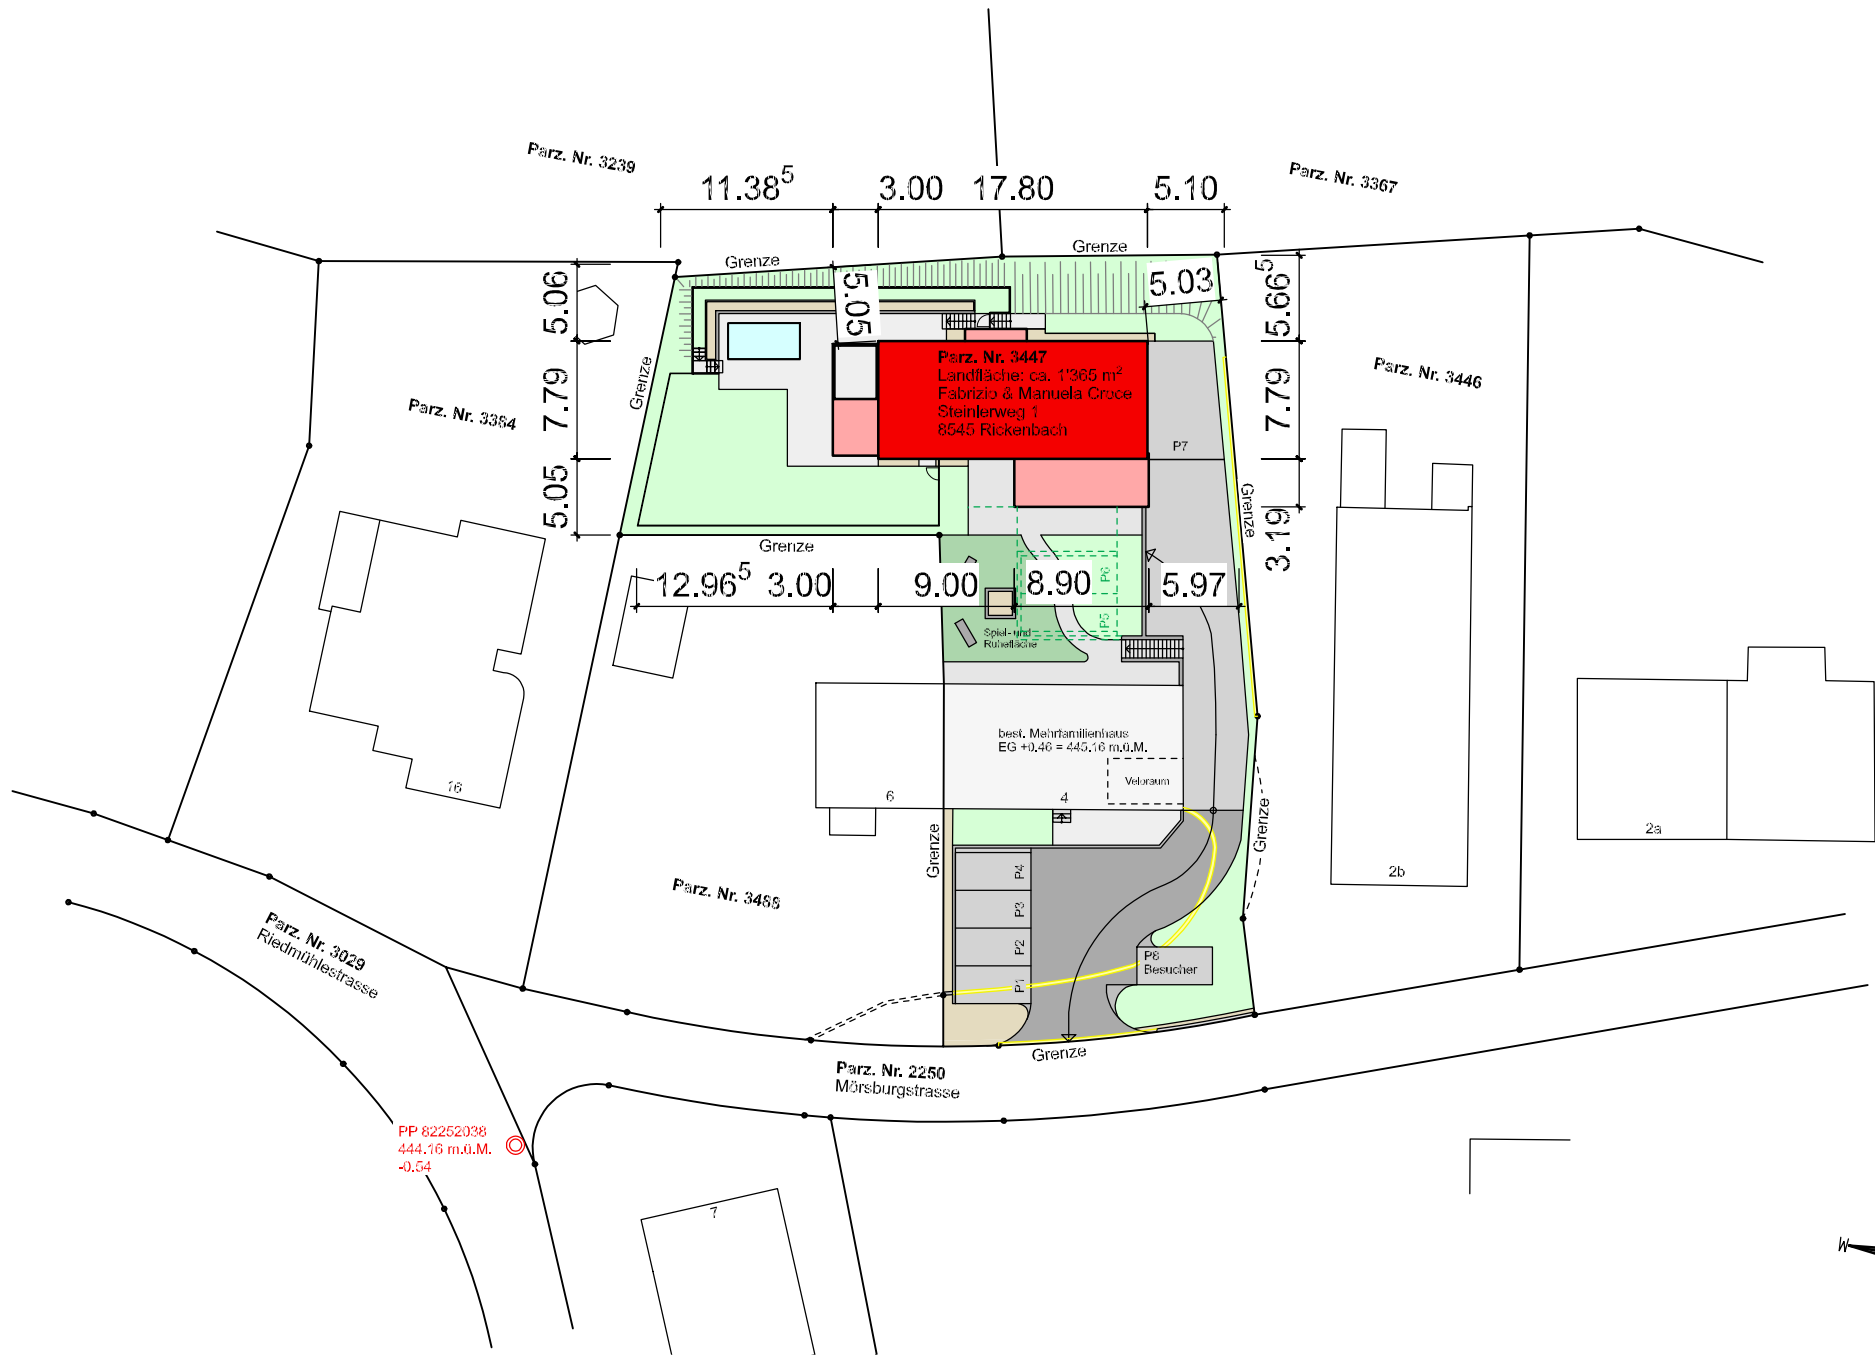 Parz. Nr. 3239
Parz. Nr. 3367
11.38⁵
3.00
17.80
5.10
Grenze
Grenze
5.06
5.05
5.03
5.66⁵
Parz. Nr. 3447
Landfläche: ca. 1'365 m²
Fabrizio & Manuela Croce
Steinlerweg 1
8545 Rickenbach
Grenze
7.79
7.79
Parz. Nr. 3446
Parz. Nr. 3384
P7
5.05
Grenze
3.19
Grenze
12.96⁵
3.00
9.00
8.90
5.97
P6
P5
Spiel- und
Ruhefläche
best. Mehrfamilienhaus
EG +0.46 = 445.16 m.ü.M.
Veloraum
16
6
4
Grenze
Grenze
2a
2b
P4
P3
P2
P1
Parz. Nr. 3488
P8
Besucher
Parz. Nr. 3029
Riedmühlestrasse
Grenze
Parz. Nr. 2250
Mörsburgstrasse
PP 82252038
444.16 m.ü.M.
-0.54
7